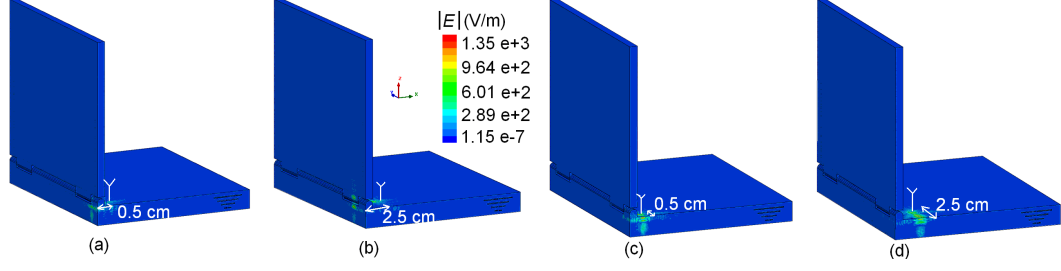 |E| (V/m)
1.35 e+3
9.64 e+2
6.01 e+2
2.89 e+2
1.15 e-7
z
x
0.5 cm
2.5 cm
0.5 cm
2.5 cm
(a)
(b)
(c)
(d)